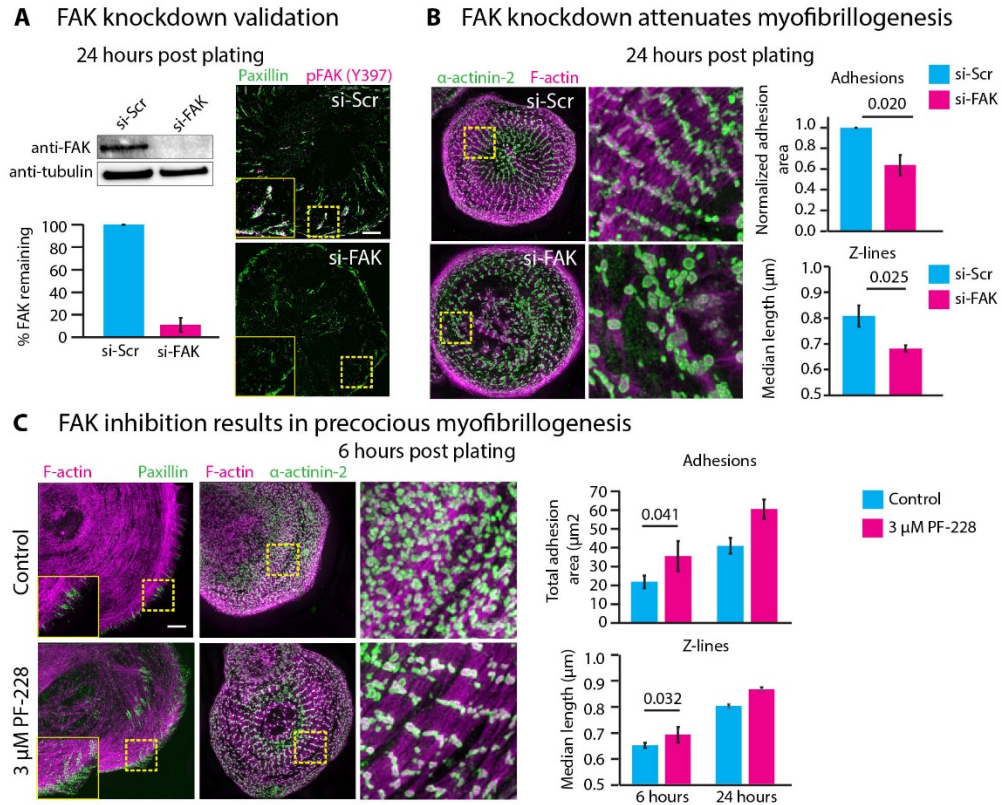 A FAK knockdown validation
24 hours post plating
si-Scr si-FAK
anti-FAK
anti-tubulin
% FAK remaining
100
80
60
40
20
0
si-Scr si-FAK
Paxillin pFAK (Y397)
si-Scr
si-FAK
B FAK knockdown attenuates myofibrillogenesis
24 hours post plating
α-actinin-2 F-actin
si-Scr
si-FAK
Adhesions
Normalized adhesion
area
1.0
0.8
0.6
0.4
0.2
0.0
0.020
si-Scr
si-FAK
Z-lines
Median length (μm)
0.9
0.8
0.7
0.6
0.5
0.025
si-Scr
si-FAK
C FAK inhibition results in precocious myofibrillogenesis
6 hours post plating
F-actin Paxillin F-actin α-actinin-2
Control
3 μM PF-228
Adhesions
Total adhesion
area (μm2)
70
60
50
40
30
20
10
0
0.041
Control
3 μM PF-228
Z-lines
Median length (μm)
1.0
0.9
0.8
0.7
0.6
0.5
0.032
6 hours 24 hours